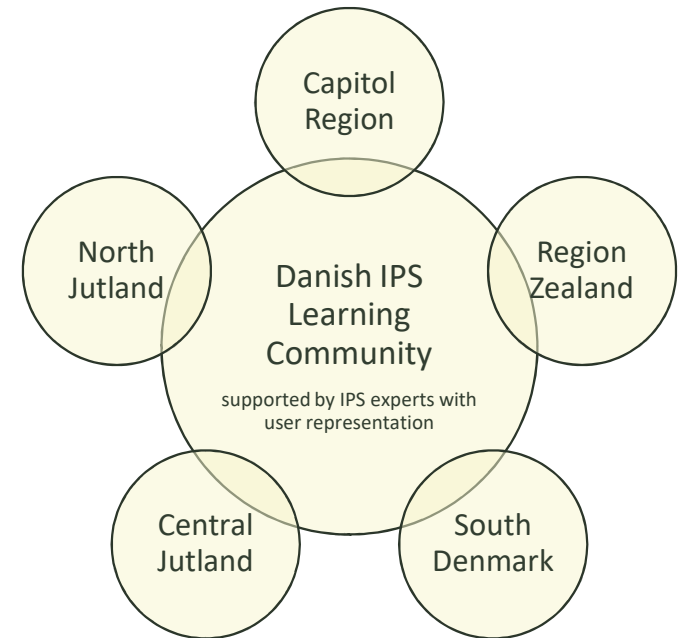 Capitol
Region
North
Jutland
Region
Zealand
Danish IPS
Learning
Community
supported by IPS experts with
user representation
Central
Jutland
South
Denmark